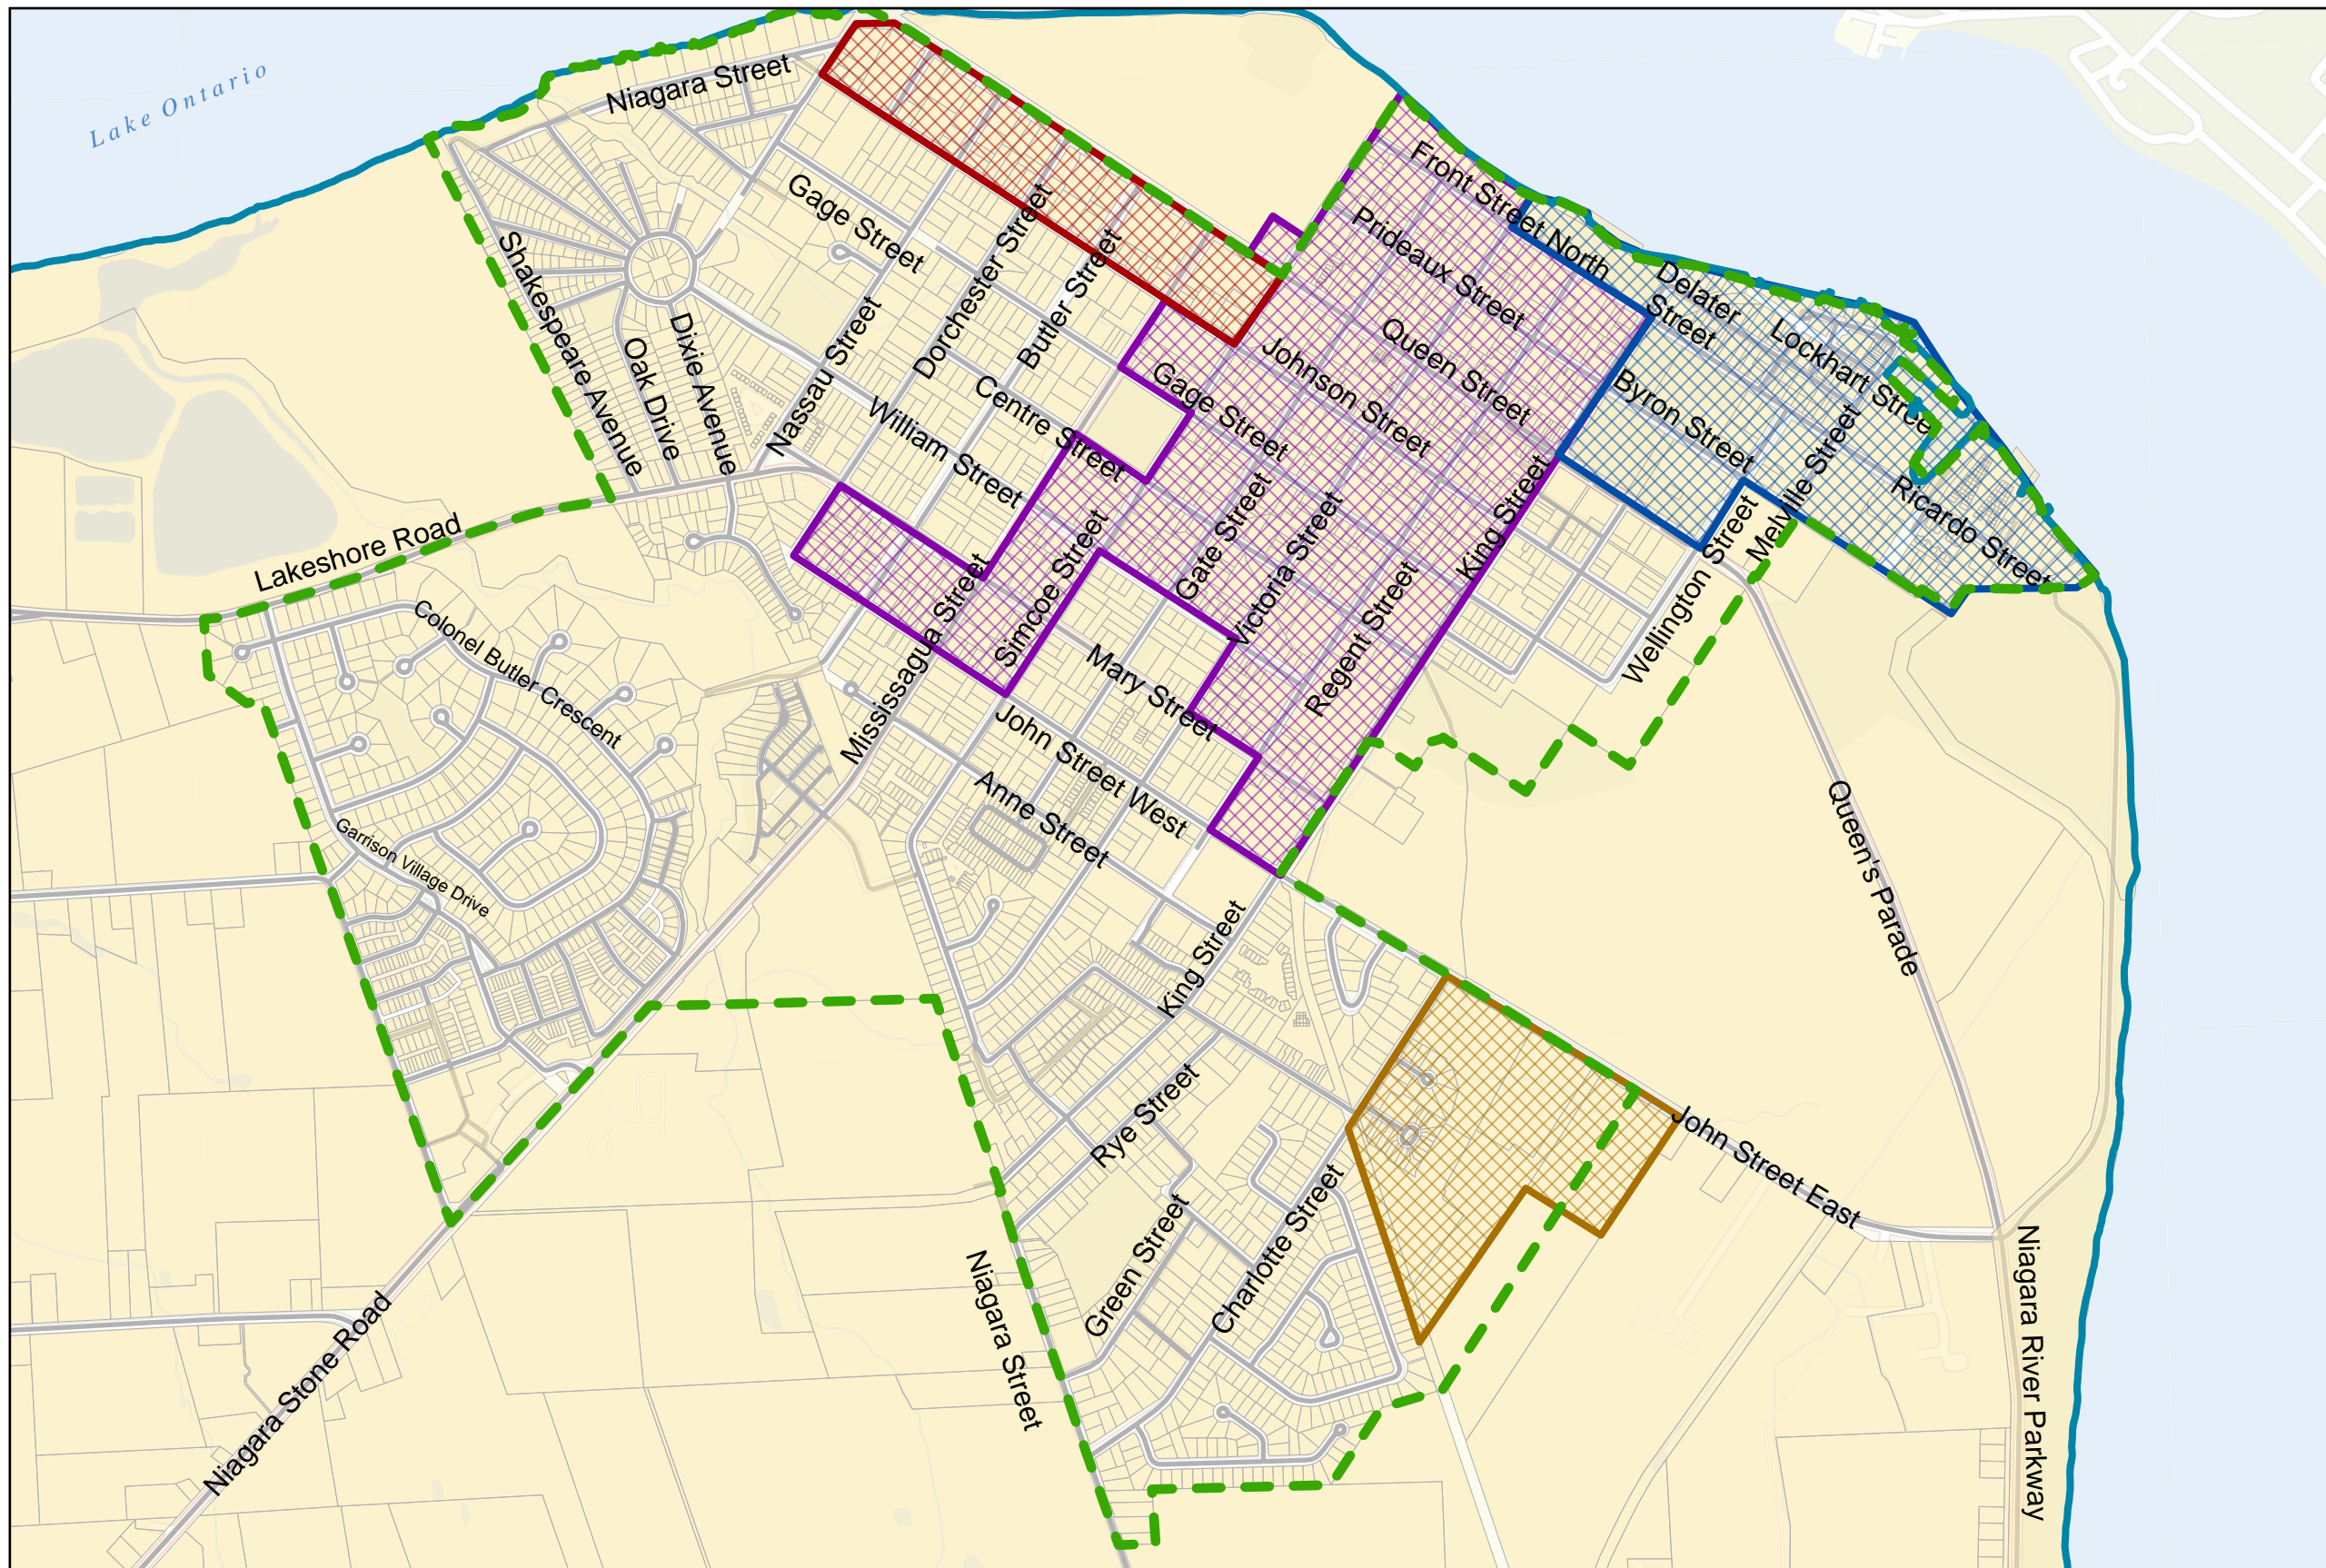 Lake Ontario
Niagara Street
Front Street North
Gage Street
Prideaux Street
Shakespeare Avenue
Dorchester Street
Butler Street
Delater
Street
Lockhart Stree
Oak Drive
Dixie Avenue
Nassau Street
Queen Street
Johnson Street
Gage Street
Centre Street
William Street
Byron Street
Melville Street
Ricardo Street
King Street
Gate Street
Victoria Street
Simcoe Street
Mississagua Street
Regent Street
Wellington Street
Lakeshore Road
Colonel Butler Crescent
Mary Street
John Street West
Anne Street
Garrison Village Drive
Queen's Parade
King Street
Rye Street
John Street East
Green Street
Charlotte Street
Niagara Street
Niagara Stone Road
Niagara River Parkway